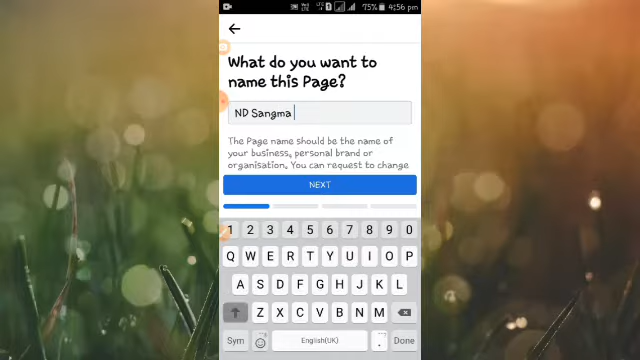 75% 4:56 pm
What do you want to
name this Page?
ND Sangma
The Page name should be the name of
your business, personal brand or
organisation. You can request to change
NEXT
1 2 3 4 5 6 7 8 9 0
Q W E R T Y U I O P
A S D F G H J K L
Z X C V B N M
Sym English(UK) . Done